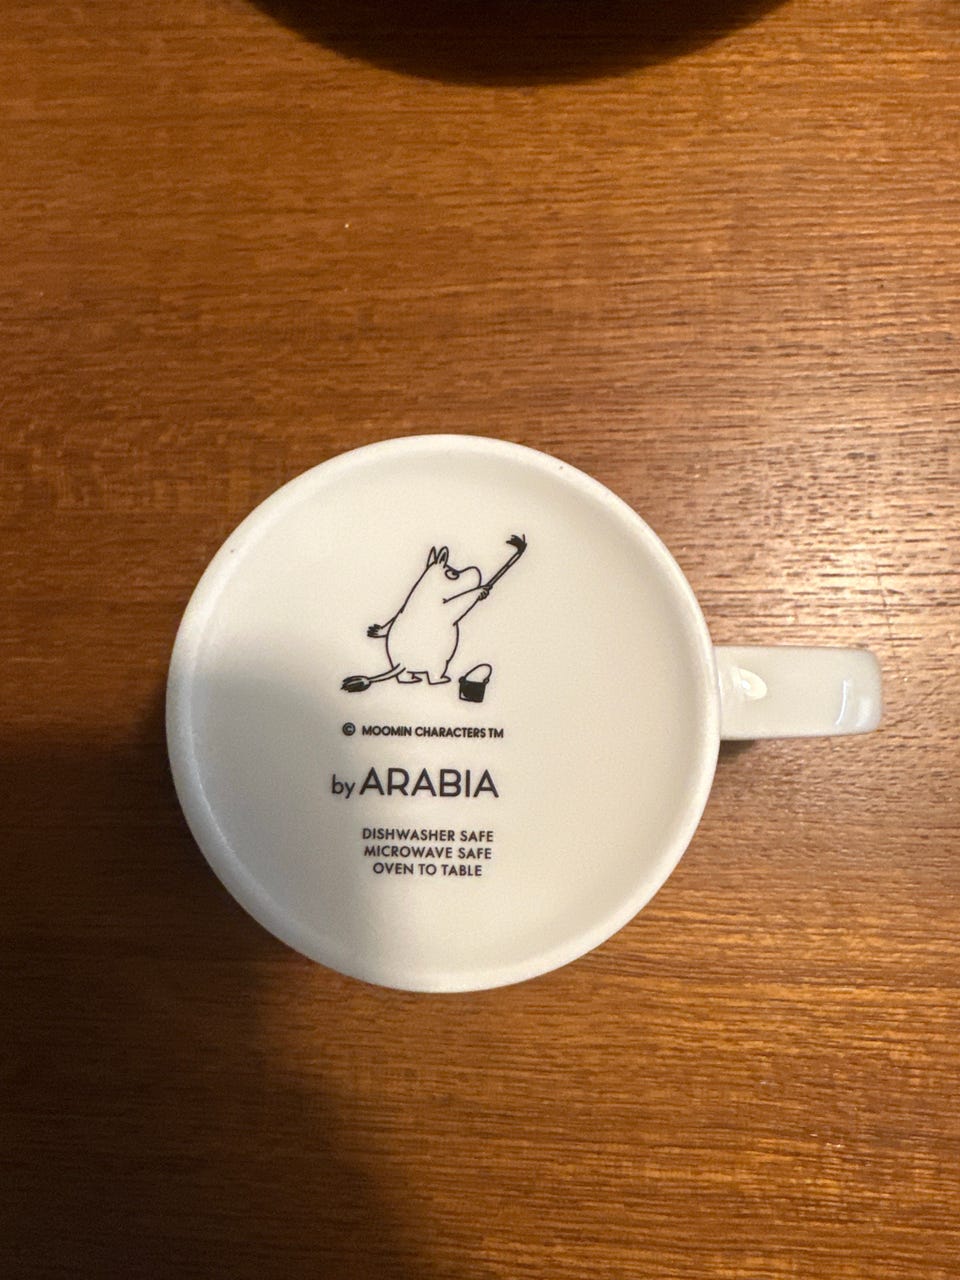 © MOOMIN CHARACTERS TM
by ARABIA
DISHWASHER SAFE
MICROWAVE SAFE
OVEN TO TABLE